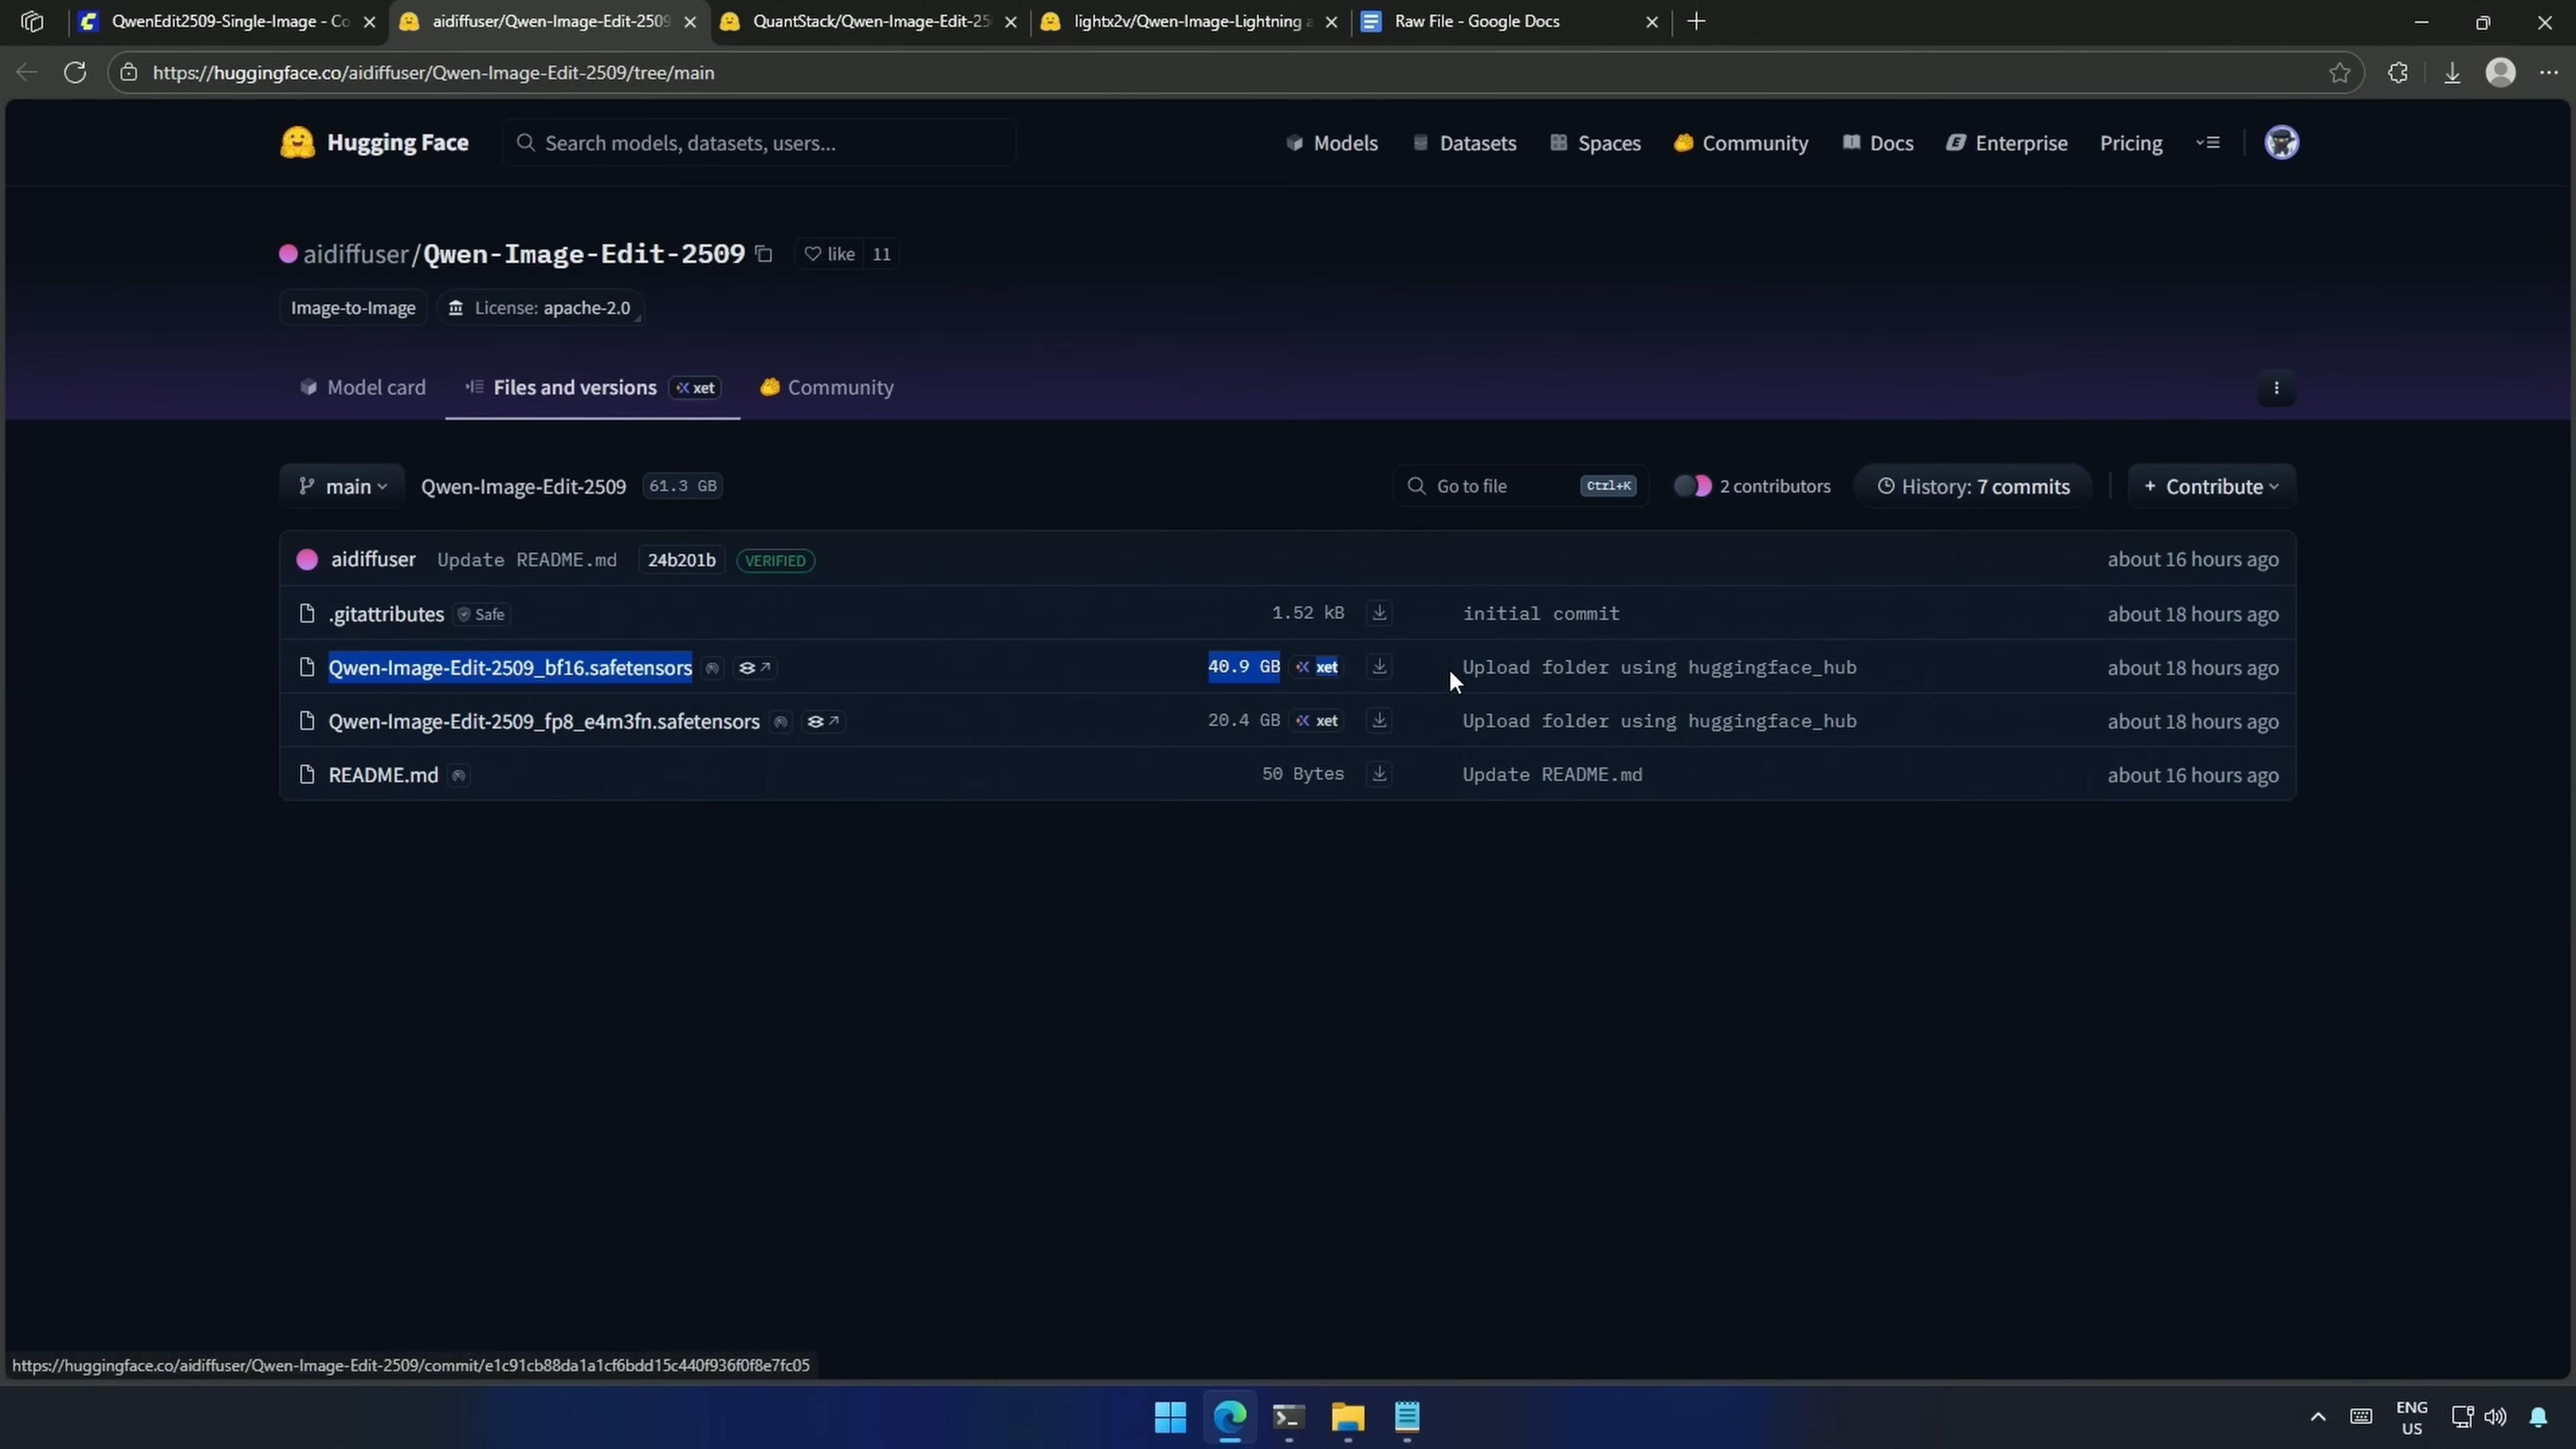 QwenEdit2509-Single-Image - Co
aidiffuser/Qwen-Image-Edit-2509
QuantStack/Qwen-Image-Edit-25
lightx2v/Qwen-Image-Lightning a
Raw File - Google Docs
https://huggingface.co/aidiffuser/Qwen-Image-Edit-2509/tree/main
Hugging Face
Search models, datasets, users...
Models
Datasets
Spaces
Community
Docs
Enterprise
Pricing
aidiffuser/Qwen-Image-Edit-2509
like 11
Image-to-Image
License: apache-2.0
Model card
Files and versions
xet
Community
main
Qwen-Image-Edit-2509
61.3 GB
Go to file
Ctrl+K
2 contributors
History: 7 commits
+ Contribute
aidiffuser Update README.md 24b201b VERIFIED about 16 hours ago
.gitattributes Safe 1.52 kB initial commit about 18 hours ago
Qwen-Image-Edit-2509_bf16.safetensors 40.9 GB xet Upload folder using huggingface_hub about 18 hours ago
Qwen-Image-Edit-2509_fp8_e4m3fn.safetensors 20.4 GB xet Upload folder using huggingface_hub about 18 hours ago
README.md 50 Bytes Update README.md about 16 hours ago
https://huggingface.co/aidiffuser/Qwen-Image-Edit-2509/commit/e1c91cb88da1a1cf6bdd15c440f936f0f8e7fc05
ENG
US